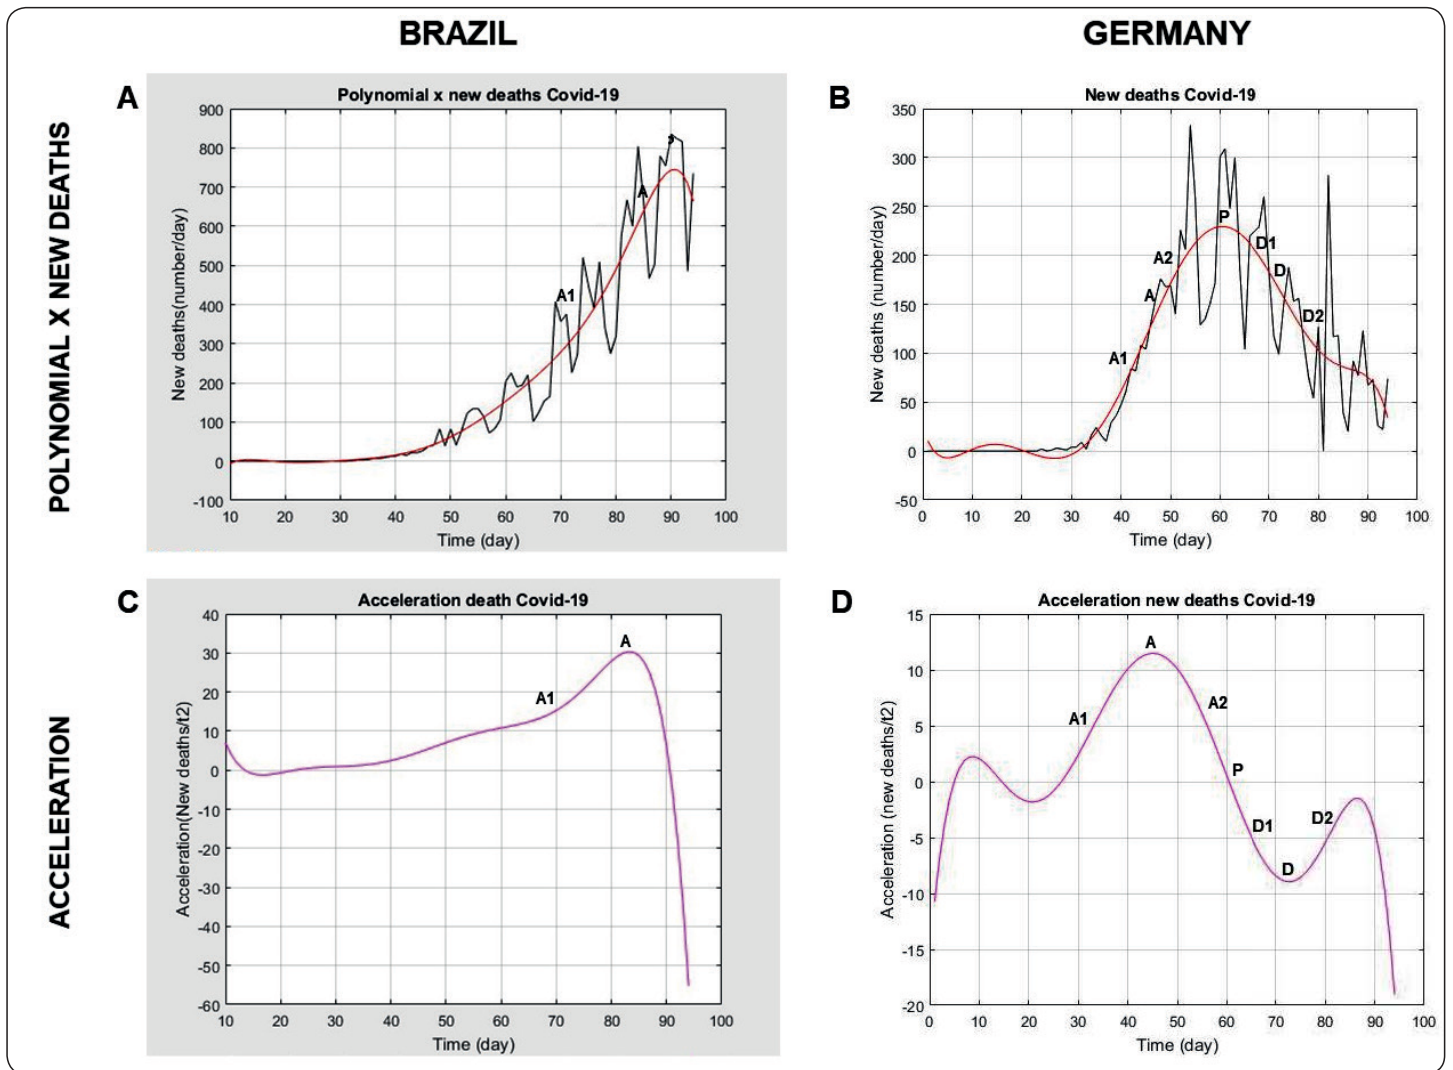 BRAZIL
GERMANY
POLYNOMIAL X NEW DEATHS
A
Polynomial x new deaths Covid-19
New deaths(number/day)
900
800
700
600
500
400
300
200
100
0
-100
A1
A
10 20 30 40 50 60 70 80 90 100
Time (day)
B
New deaths Covid-19
New deaths (number/day)
350
300
250
200
150
100
50
0
-50
A1
A
A2
P
D1
D
D2
0 10 20 30 40 50 60 70 80 90 100
Time (day)
ACCELERATION
C
Acceleration death Covid-19
Acceleration(New deaths/t2)
40
30
20
10
0
-10
-20
-30
-40
-50
-60
A1
A
10 20 30 40 50 60 70 80 90 100
Time (day)
D
Acceleration new deaths Covid-19
Acceleration (new deaths/t2)
15
10
5
0
-5
-10
-15
-20
A1
A
A2
P
D1
D
D2
0 10 20 30 40 50 60 70 80 90 100
Time (day)